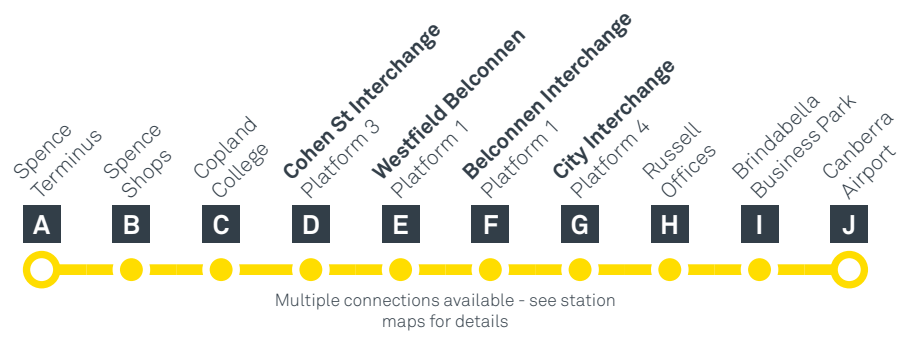 Spence
Terminus
Spence
Shops
Copland
College
Cohen St Interchange
Platform 3
Westfield Belconnen
Platform 1
Belconnen Interchange
Platform 1
City Interchange
Platform 4
Russell
Offices
Brindabella
Business Park
Canberra
Airport
A
B
C
D
E
F
G
H
I
J
Multiple connections available - see station
maps for details